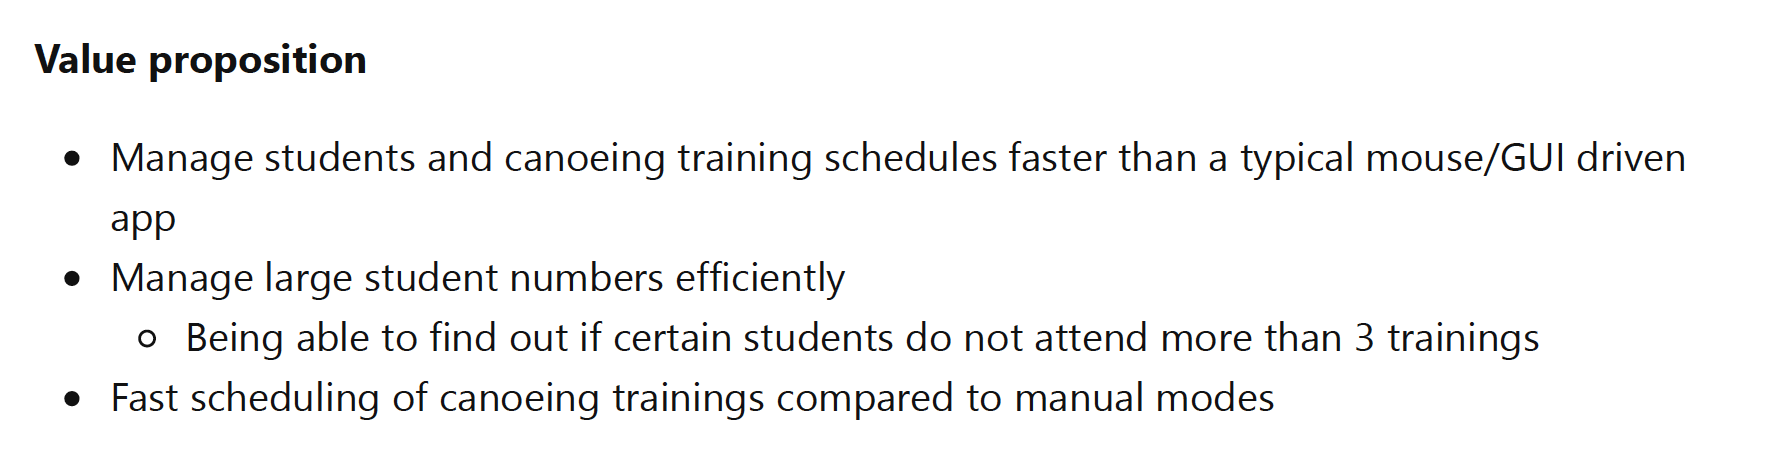 Value proposition
● Manage students and canoeing training schedules faster than a typical mouse/GUI driven
app
● Manage large student numbers efficiently
○ Being able to find out if certain students do not attend more than 3 trainings
● Fast scheduling of canoeing trainings compared to manual modes